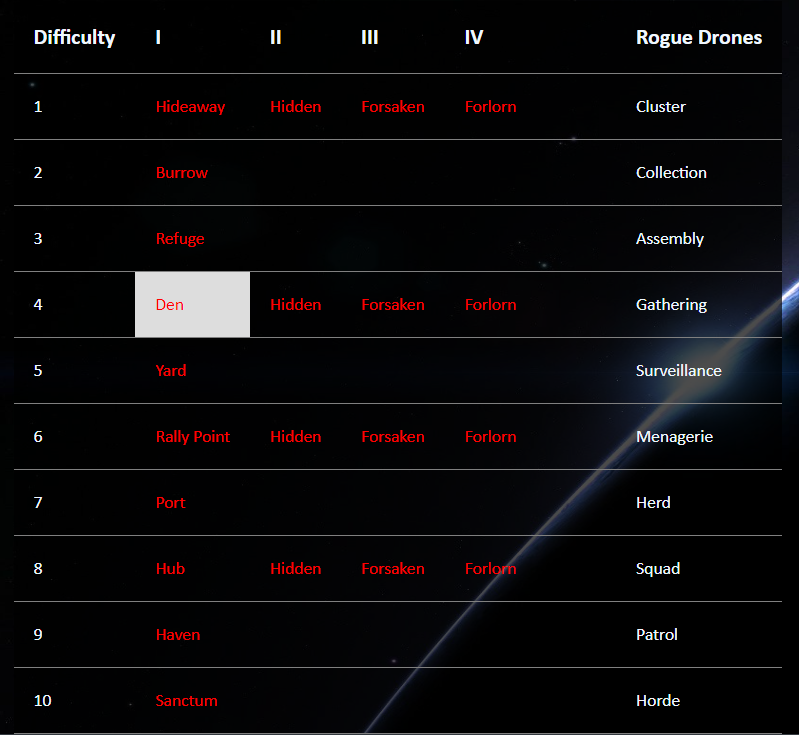 Difficulty I II III IV Rogue Drones
1 Hideaway Hidden Forsaken Forlorn Cluster
2 Burrow Collection
3 Refuge Assembly
4 Den Hidden Forsaken Forlorn Gathering
5 Yard Surveillance
6 Rally Point Hidden Forsaken Forlorn Menagerie
7 Port Herd
8 Hub Hidden Forsaken Forlorn Squad
9 Haven Patrol
10 Sanctum Horde